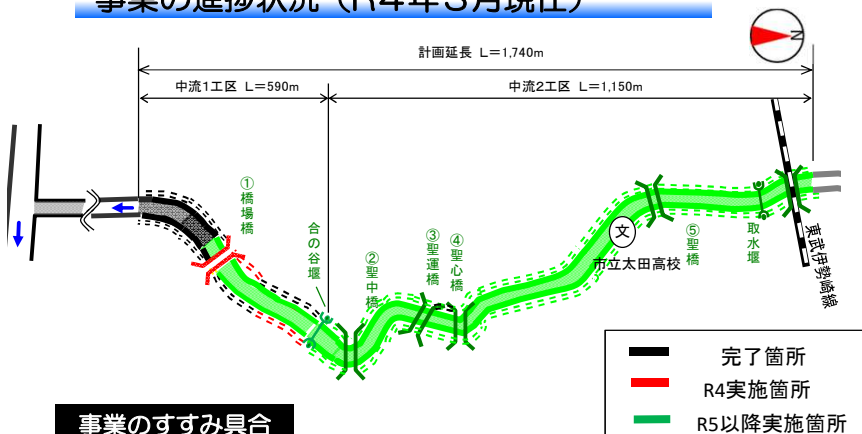 事業の進捗状況（R4年3月現在）
N
計画延長 L=1,740m
中流1工区 L=590m
中流2工区 L=1,150m
①橋場橋
合の谷堰
②聖中橋
③聖運橋
④聖心橋
文
市立太田高校
⑤聖橋
取水堰
東武伊勢崎線
完了箇所
R4実施箇所
R5以降実施箇所
事業のすすみ具合